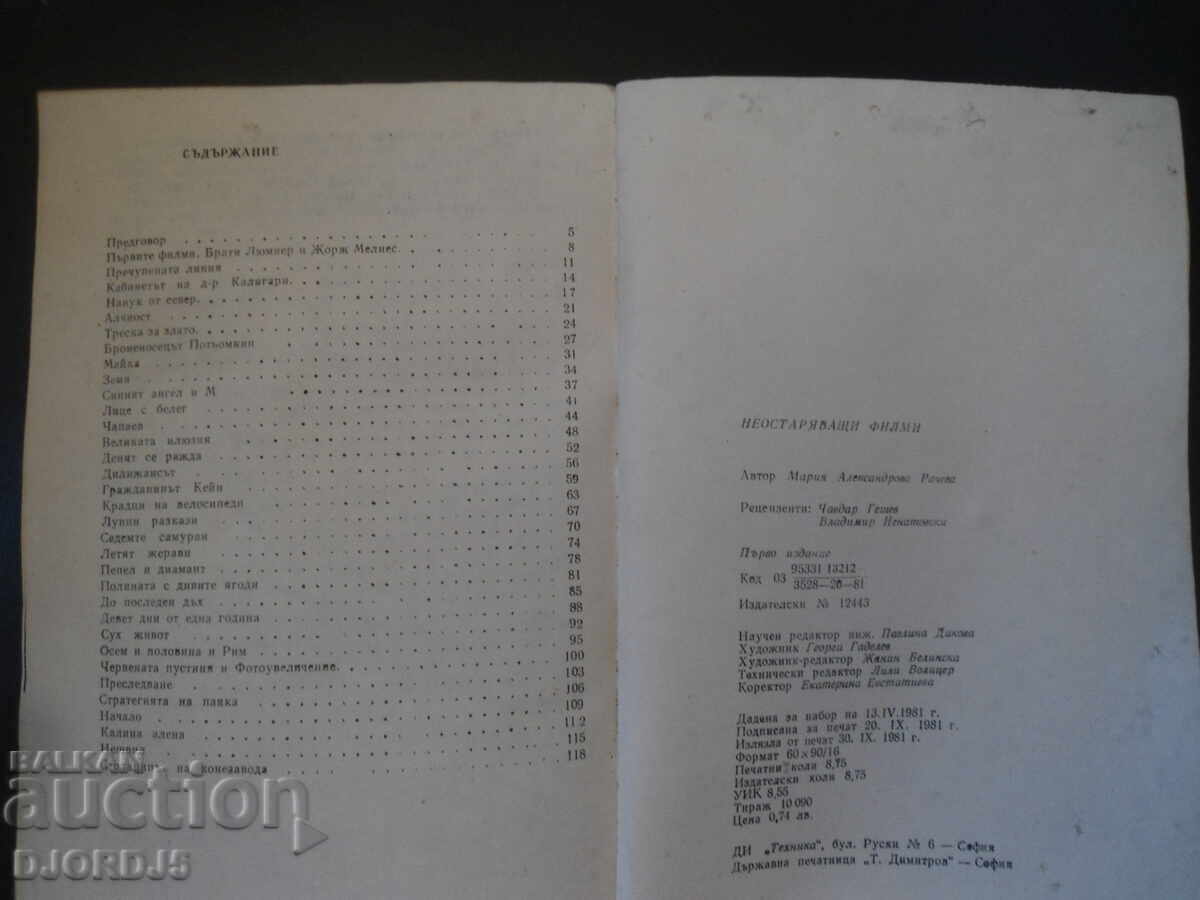 СЪДЪРЖАНИЕ
Предговор 5
Първите филми. Братя Люмиер и Жорж Мелиес. 8
Пречупената линия 11
Кабинетът на д-р Калигари. 14
Нанук от север. 17
Алчност 21
Треска за злато. 24
Броненосецът Потьомкин 27
Майка 31
Земя 34
Синият ангел и М 37
Лице с белег 41
Чапаев 44
Великата илюзия 48
Денят се ражда 52
Дилижансът 56
Гражданинът Кейн 59
Крадци на велосипеди 63
Лунни разкази 67
Седемте самураи 70
Летят жерави 74
Пепел и диамант 78
Поляната с дивите ягоди 81
До последен дъх 85
Девет дни от една година 88
Сух живот 92
Осем и половина и Рим 95
Червената пустиня и Фотоувеличение. 100
Преследване 103
Стратегията на паяка 106
Начало 109
Калина алена 112
115
на конезавода 118
НЕОСТАРЯВАЩИ ФИЛМИ
Автор Мария Александрова Рачева
Рецензенти: Чавдар Гешев
Владимир Игнатовски
Първо издание
Код 03 95331 13212
3528—20—81
Издателски № 12443
Научен редактор инж. Павлина Дикова
Художник Георги Гаделев
Художник-редактор Жанан Белинска
Технически редактор Лили Волицер
Коректор Екатерина Евстатиева
Дадена за набор на 13.IV.1981 г.
Подписана за печат 20. IX. 1981 г.
Излязла от печат 30. IX. 1981 г.
Формат 60×90/16
Печатни коли 8,75
Издателски коли 8,75
УИК 8,55
Тираж 10 090
Цена 0,74 лв.
ДИ „Техника“, бул. Руски № 6 — София
Държавна печатница „Т. Димитров“ — София
BALKAN
auction
DJORDJ5